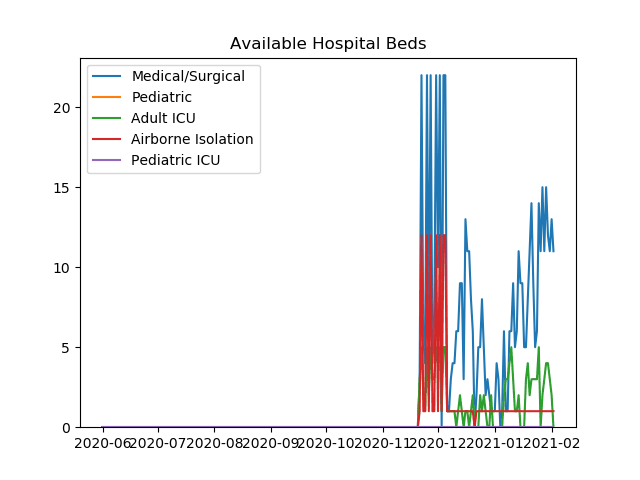 Available Hospital Beds
Medical/Surgical
Pediatric
Adult ICU
Airborne Isolation
Pediatric ICU
20
15
10
5
0
2020-06 2020-07 2020-08 2020-09 2020-10 2020-11 2020-12 2021-01 2021-02